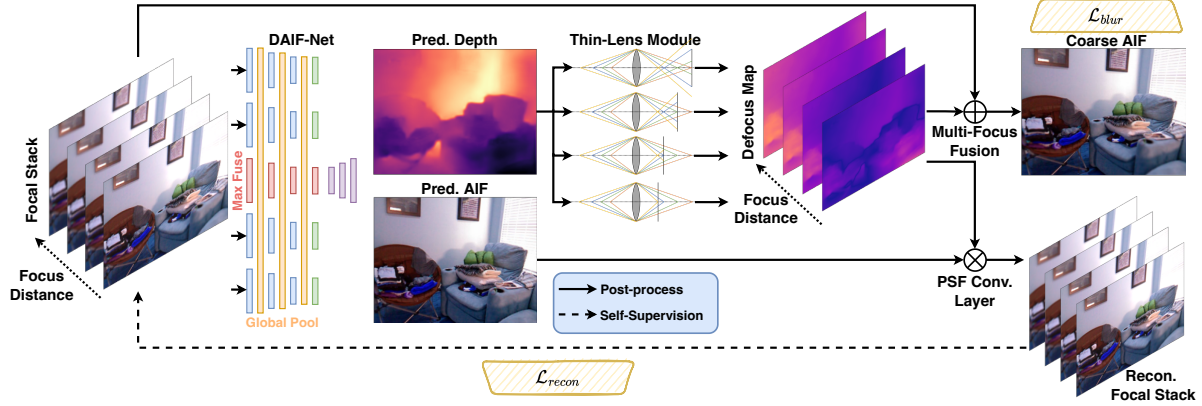 DAIF-Net
Pred. Depth
Thin-Lens Module
ℒblur
Coarse AIF
Focal Stack
Max Fuse
Defocus Map
Multi-Focus
Fusion
Pred. AIF
Focus
Distance
Focus
Distance
Global Pool
Post-process
Self-Supervision
PSF Conv.
Layer
ℒrecon
Recon.
Focal Stack